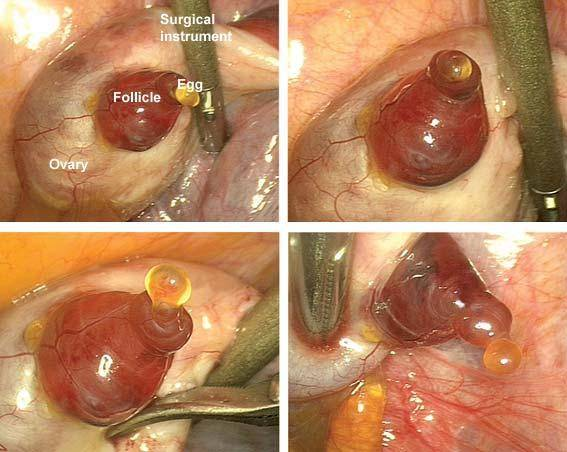 Surgical
instrument
Egg
Follicle
Ovary